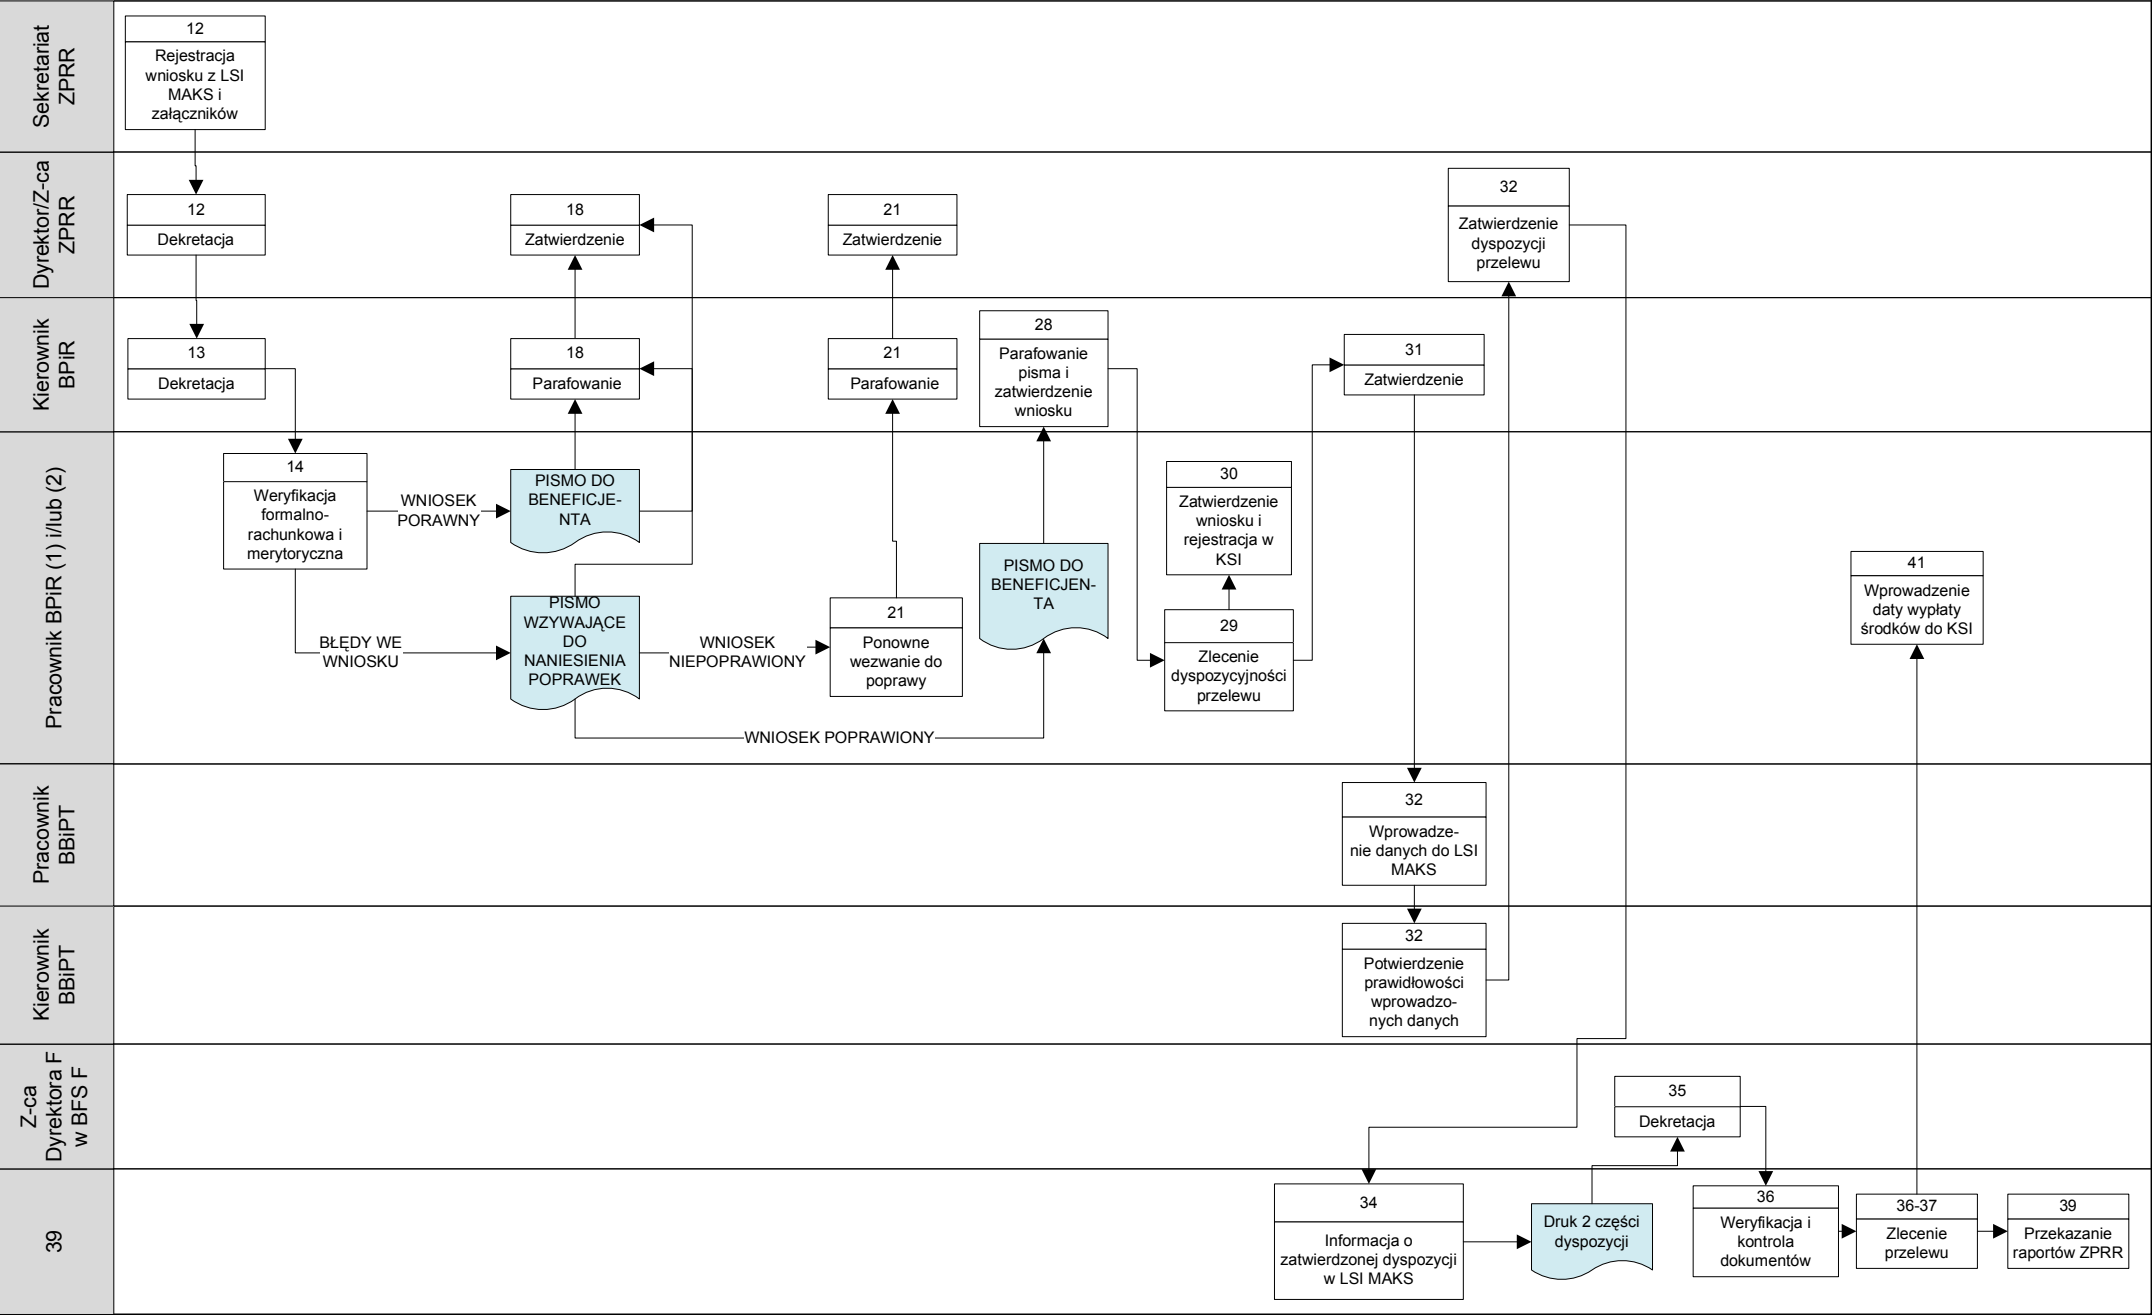 Sekretariat
ZPRR
12
Rejestracja
wniosku z LSI
MAKS i
załączników
Dyrektor/Z-ca
ZPRR
12
Dekretacja
18
Zatwierdzenie
21
Zatwierdzenie
32
Zatwierdzenie
dyspozycji
przelewu
Kierownik
BPiR
13
Dekretacja
18
Parafowanie
21
Parafowanie
28
Parafowanie
pisma i
zatwierdzenie
wniosku
31
Zatwierdzenie
Pracownik BPiR (1) i/lub (2)
14
Weryfikacja
formalno-
rachunkowa i
merytoryczna
WNIOSEK
PORAWNY
PISMO DO
BENEFICJE-
NTA
BŁĘDY WE
WNIOSKU
PISMO
WZYWAJĄCE
DO
NANIESIENIA
POPRAWEK
WNIOSEK
NIEPOPRAWIONY
21
Ponowne
wezwanie do
poprawy
WNIOSEK POPRAWIONY
PISMO DO
BENEFICJEN-
TA
30
Zatwierdzenie
wniosku i
rejestracja w
KSI
29
Zlecenie
dyspozycyjności
przelewu
41
Wprowadzenie
daty wypłaty
środków do KSI
Pracownik
BBiPT
32
Wprowadze-
nie danych do LSI
MAKS
Kierownik
BBiPT
32
Potwierdzenie
prawidłowości
wprowadzo-
nych danych
Z-ca
Dyrektora F
w BFS F
35
Dekretacja
39
34
Informacja o
zatwierdzonej dyspozycji
w LSI MAKS
Druk 2 części
dyspozycji
36
Weryfikacja i
kontrola
dokumentów
36-37
Zlecenie
przelewu
39
Przekazanie
raportów ZPRR